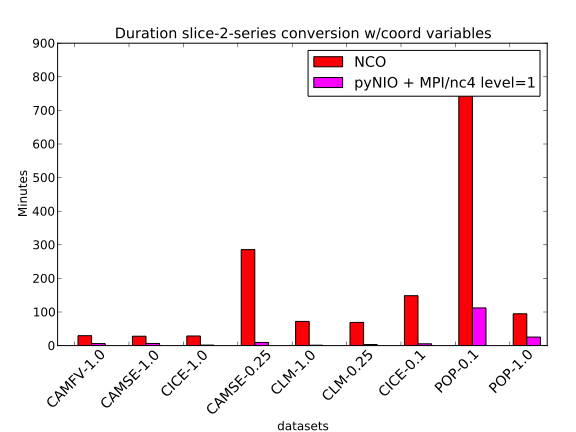 Duration slice-2-series conversion w/coord variables
900
800
700
600
500
400
300
200
100
0
Minutes
NCO
pyNIO + MPI/nc4 level=1
CAMFV-1.0
CAMSE-1.0
CICE-1.0
CAMSE-0.25
CLM-1.0
CLM-0.25
CICE-0.1
POP-0.1
POP-1.0
datasets